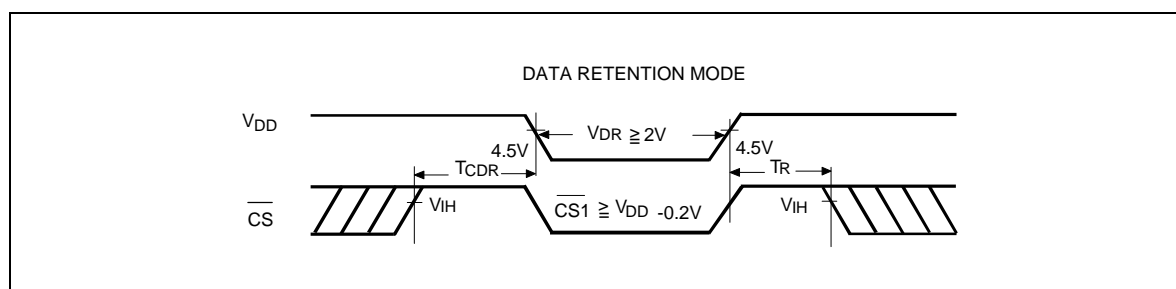 DATA RETENTION MODE
VDD
VDR ≧ 2V
4.5V
4.5V
TCDR
TR
CS
VIH
CS1 ≧ VDD -0.2V
VIH